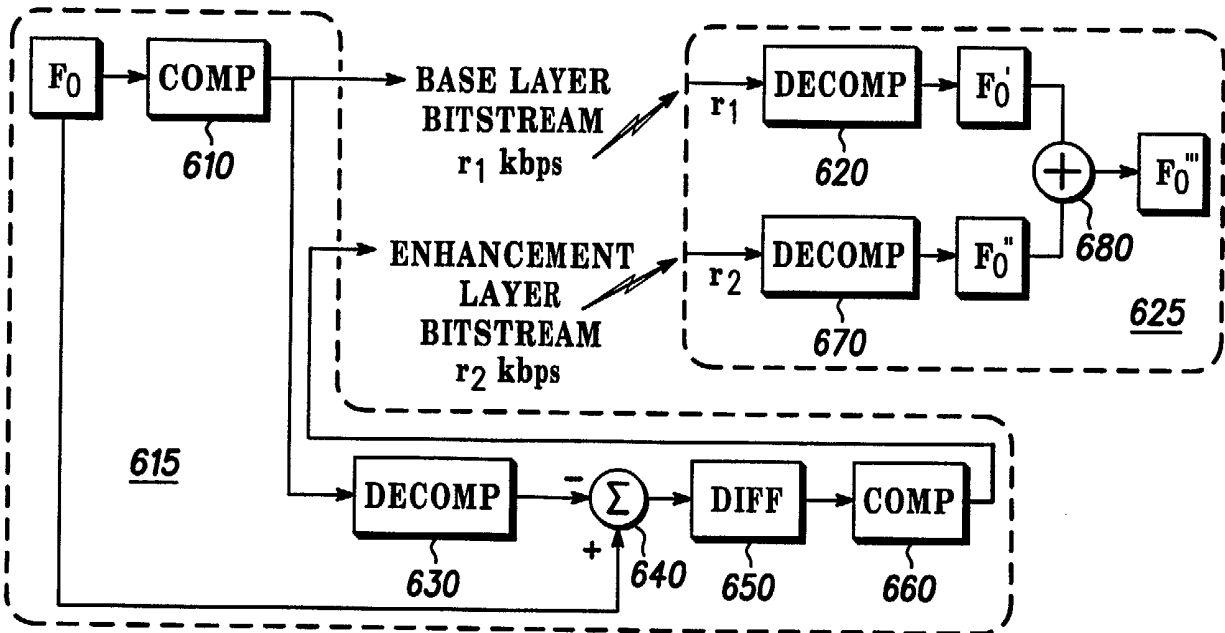 F0
COMP
610
BASE LAYER
BITSTREAM
r1 kbps
r1
DECOMP
620
F0'
+
680
F0'''
ENHANCEMENT
LAYER
BITSTREAM
r2 kbps
r2
DECOMP
670
F0''
625
615
DECOMP
630
-
Σ
+
640
DIFF
650
COMP
660